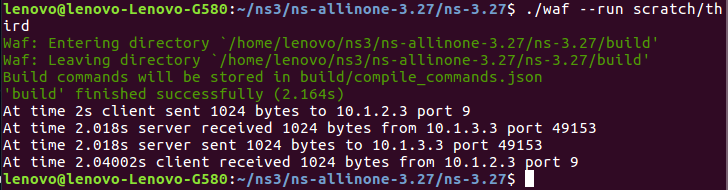 lenovo@lenovo-Lenovo-G580:~/ns3/ns-allinone-3.27/ns-3.27$ ./waf --run scratch/th
ird
Waf: Entering directory `/home/lenovo/ns3/ns-allinone-3.27/ns-3.27/build'
Waf: Leaving directory `/home/lenovo/ns3/ns-allinone-3.27/ns-3.27/build'
Build commands will be stored in build/compile_commands.json
'build' finished successfully (2.164s)
At time 2s client sent 1024 bytes to 10.1.2.3 port 9
At time 2.018s server received 1024 bytes from 10.1.3.3 port 49153
At time 2.018s server sent 1024 bytes to 10.1.3.3 port 49153
At time 2.04002s client received 1024 bytes from 10.1.2.3 port 9
lenovo@lenovo-Lenovo-G580:~/ns3/ns-allinone-3.27/ns-3.27$